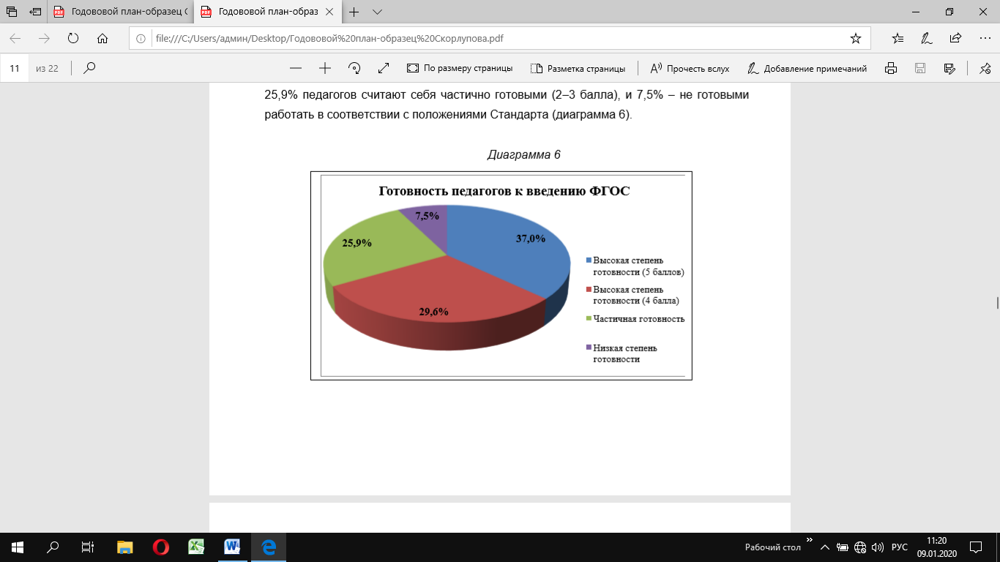 Годововой план-образец С
Годововой план-образ
file:///C:/Users/админ/Desktop/Годововой%20план-образец%20Скорлупова.pdf
11 из 22
По размеру страницы
Разметка страницы
Прочесть вслух
Добавление примечаний
25,9% педагогов считают себя частично готовыми (2–3 балла), и 7,5% – не готовыми
работать в соответствии с положениями Стандарта (диаграмма 6).
Диаграмма 6
Готовность педагогов к введению ФГОС
7,5%
37,0%
25,9%
29,6%
Высокая степень
готовности (5 баллов)
Высокая степень
готовности (4 балла)
Частичная готовность
Низкая степень
готовности
Рабочий стол
РУС
11:20
09.01.2020